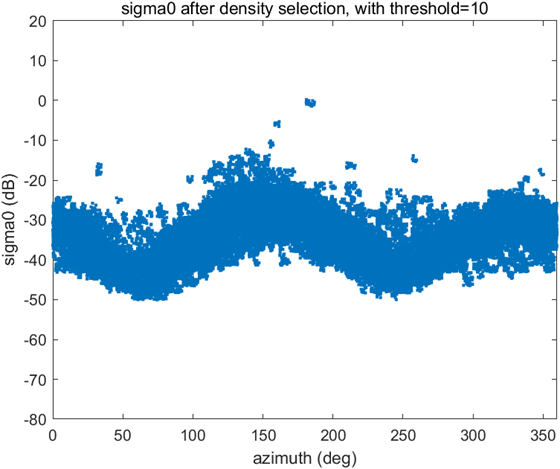 sigma0 after density selection, with threshold=10
20
10
0
-10
-20
-30
-40
-50
-60
-70
-80
sigma0 (dB)
0 50 100 150 200 250 300 350
azimuth (deg)